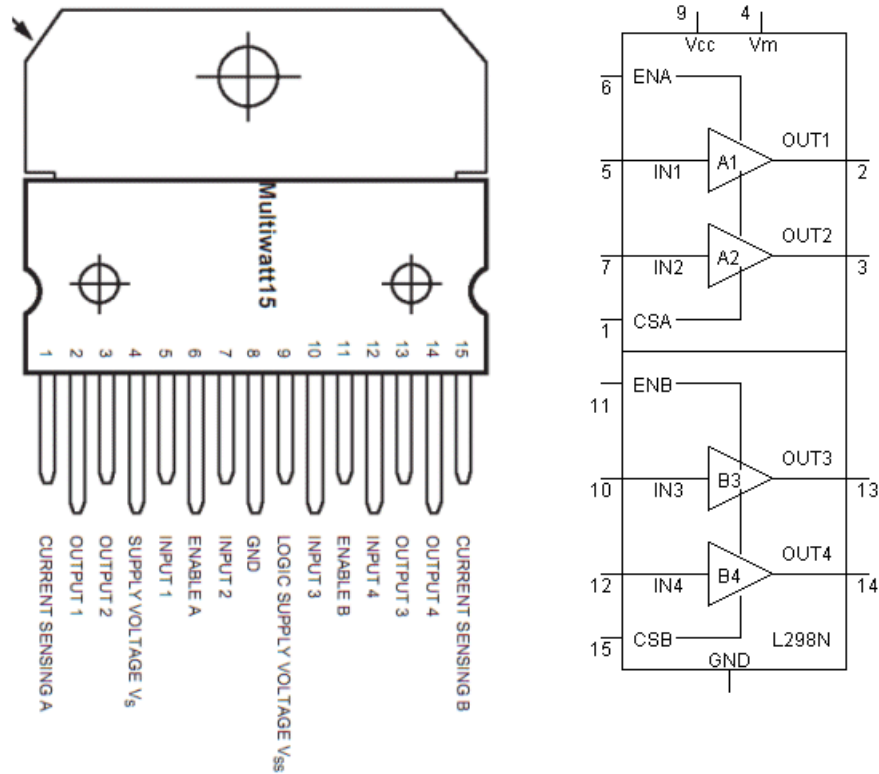 Multiwatt15
1
2
3
4
5
6
7
8
9
10
11
12
13
14
15
CURRENT SENSING A
OUTPUT 1
OUTPUT 2
SUPPLY VOLTAGE VS
INPUT 1
ENABLE A
INPUT 2
GND
LOGIC SUPPLY VOLTAGE VSS
INPUT 3
ENABLE B
INPUT 4
OUTPUT 3
OUTPUT 4
CURRENT SENSING B
9 4
Vcc Vm
6 ENA
OUT1
A1
5 IN1 2
OUT2
A2
7 IN2 3
1 CSA
11 ENB
OUT3
B3
10 IN3 13
OUT4
B4
12 IN4 14
15 CSB L298N
GND